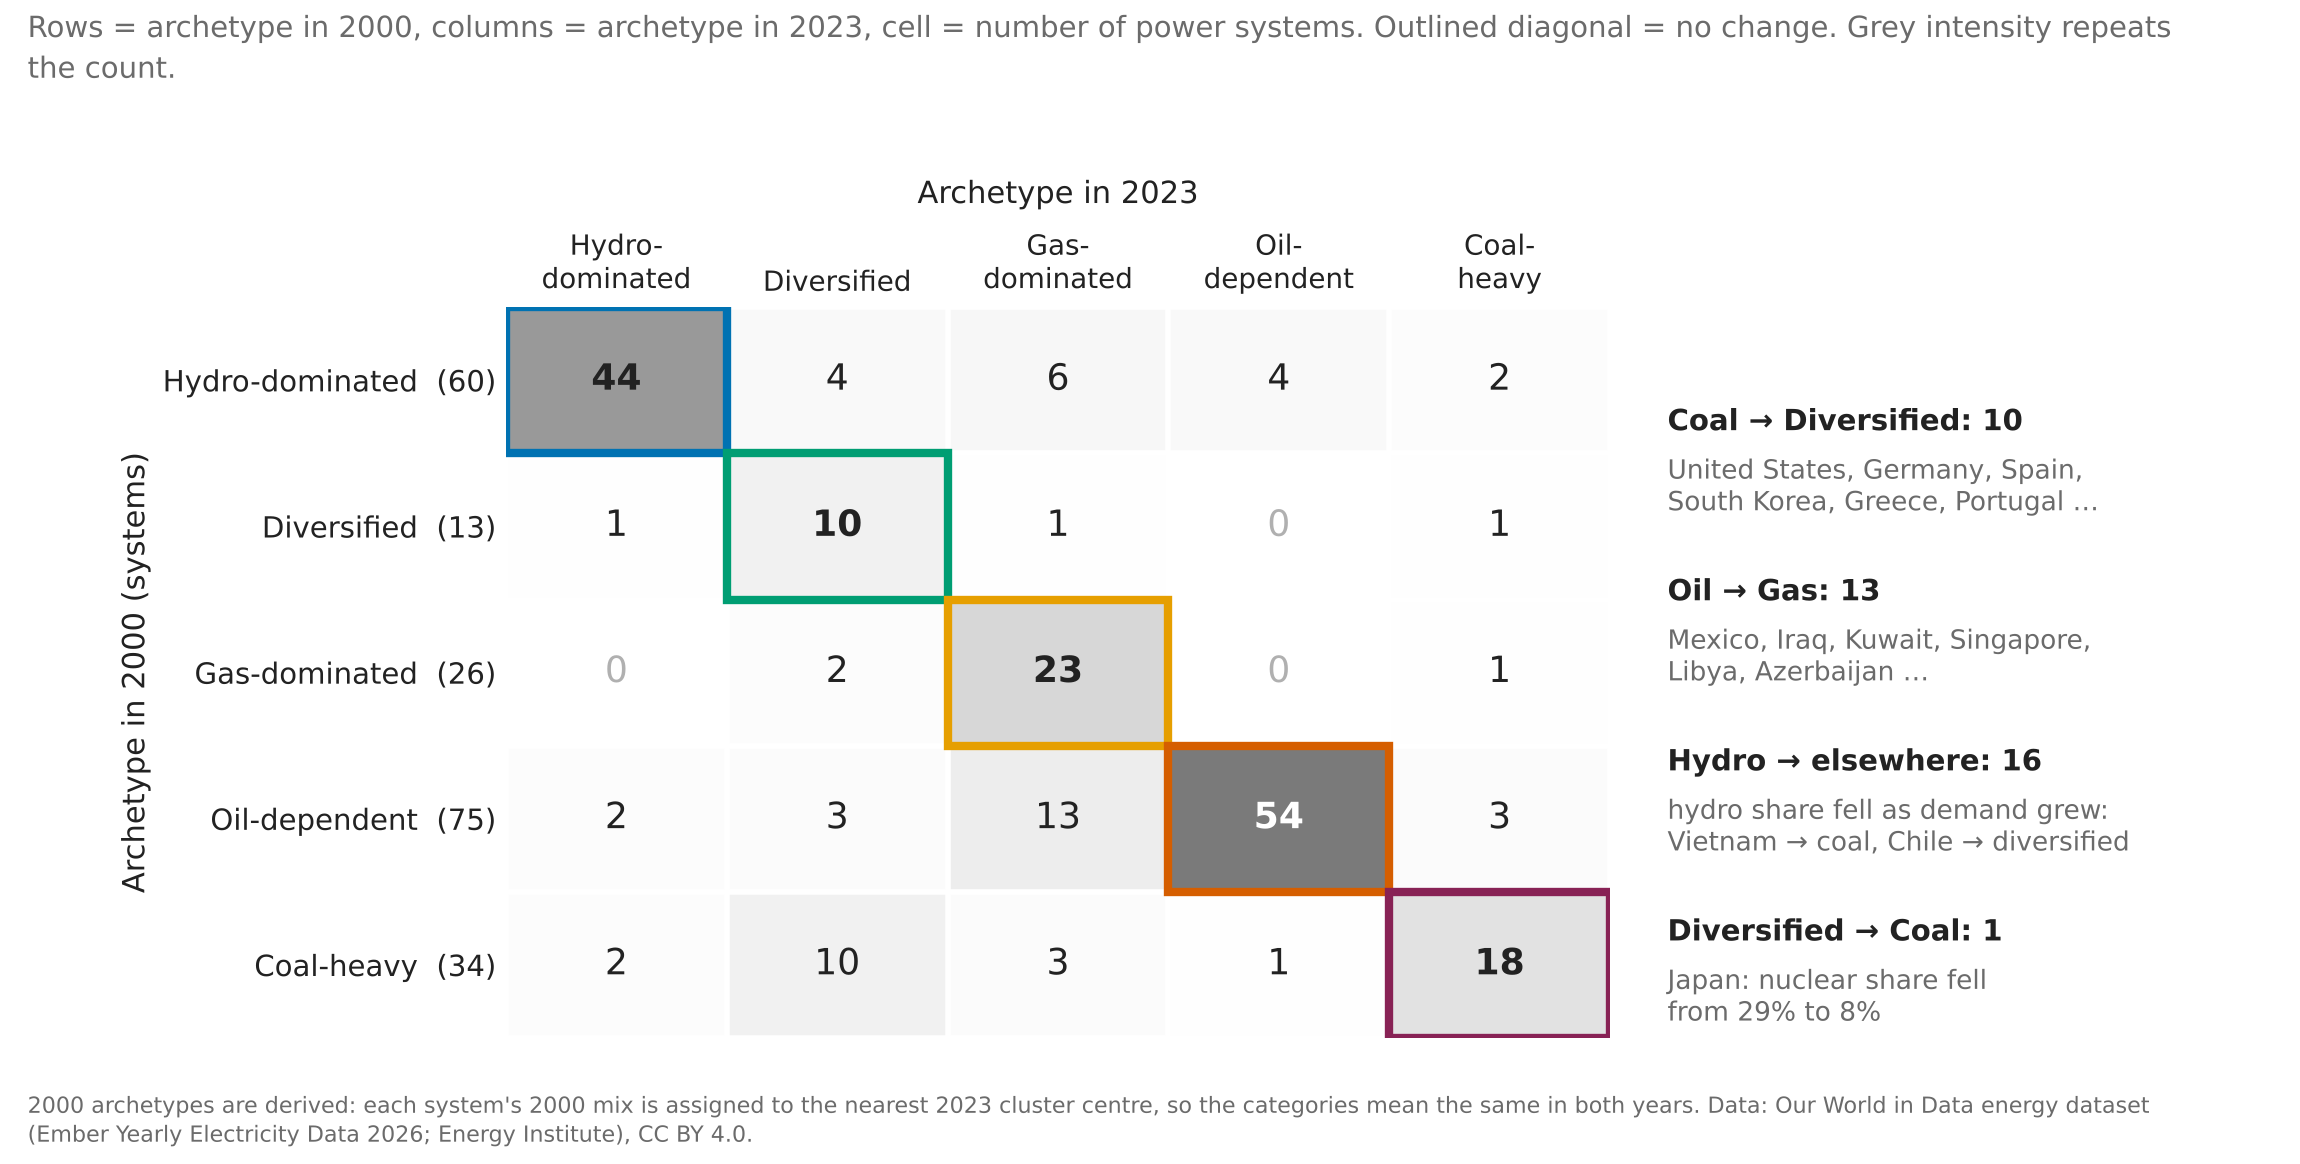 Rows = archetype in 2000, columns = archetype in 2023, cell = number of power systems. Outlined diagonal = no change. Grey intensity repeats
the count.
Archetype in 2023
Hydro-
dominated
Diversified
Gas-
dominated
Oil-
dependent
Coal-
heavy
Archetype in 2000 (systems)
Hydro-dominated (60) 44 4 6 4 2
Diversified (13) 1 10 1 0 1
Gas-dominated (26) 0 2 23 0 1
Oil-dependent (75) 2 3 13 54 3
Coal-heavy (34) 2 10 3 1 18
Coal → Diversified: 10
United States, Germany, Spain,
South Korea, Greece, Portugal ...
Oil → Gas: 13
Mexico, Iraq, Kuwait, Singapore,
Libya, Azerbaijan ...
Hydro → elsewhere: 16
hydro share fell as demand grew:
Vietnam → coal, Chile → diversified
Diversified → Coal: 1
Japan: nuclear share fell
from 29% to 8%
2000 archetypes are derived: each system's 2000 mix is assigned to the nearest 2023 cluster centre, so the categories mean the same in both years. Data: Our World in Data energy dataset
(Ember Yearly Electricity Data 2026; Energy Institute), CC BY 4.0.